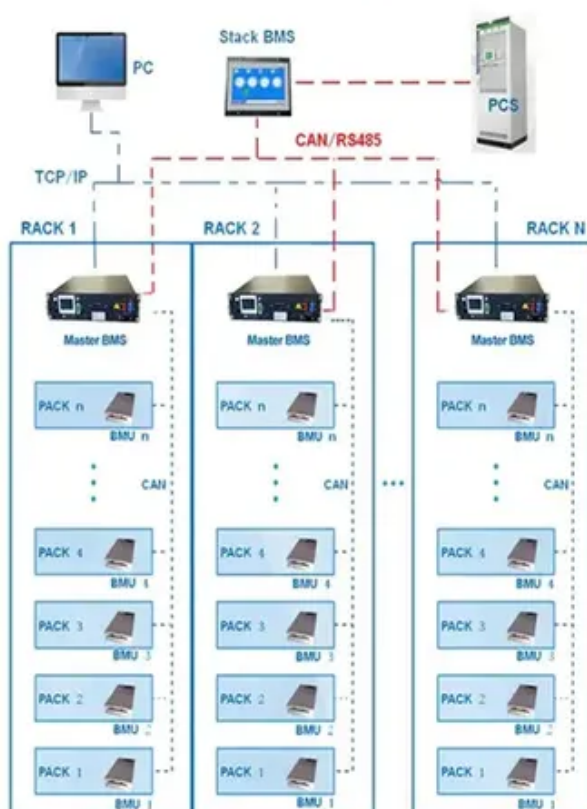 Stack BMS
PC
PCS
CAN/RS485
TCP/IP
RACK 1
RACK 2
RACK N
Master BMS
Master BMS
Master BMS
PACK n
BMU n
PACK n
BMU n
PACK n
BMU n
CAN
CAN
CAN
PACK 4
BMU 4
PACK 4
BMU 4
PACK 4
BMU 4
PACK 3
BMU 3
PACK 3
BMU 3
PACK 3
BMU 3
PACK 2
BMU 2
PACK 2
BMU 2
PACK 2
BMU 2
PACK 1
BMU 1
PACK 1
BMU 1
PACK 1
BMU 1